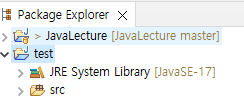 Package Explorer
> JavaLecture [JavaLecture master]
test
JRE System Library [JavaSE-17]
src